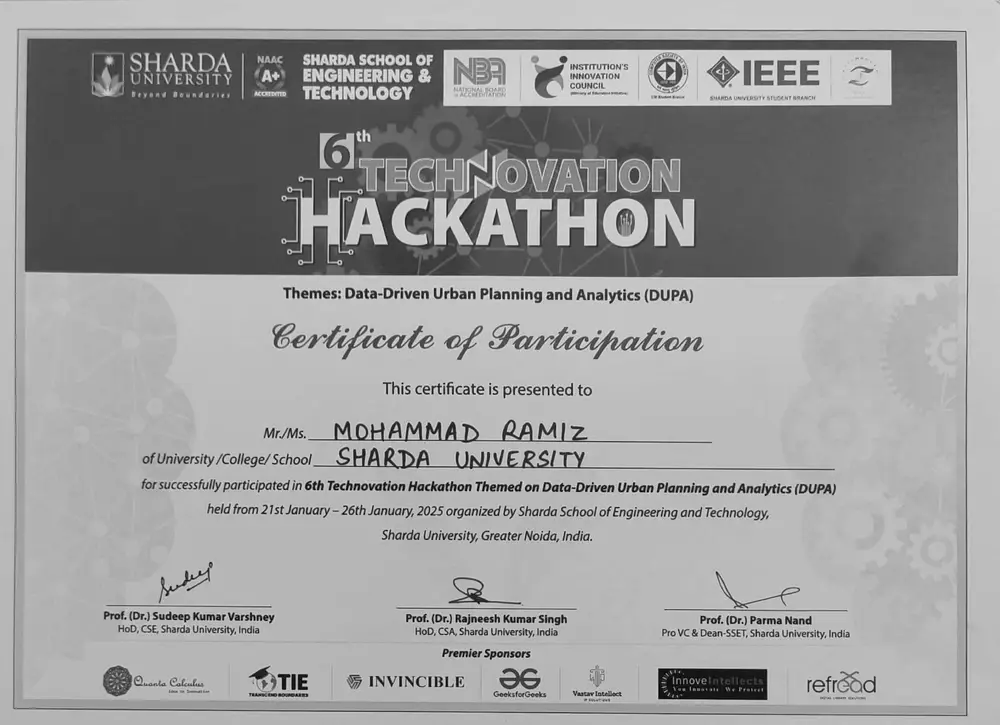 SHARDA
UNIVERSITY
Beyond Boundaries
NAAC
A+
ACCREDITED
SHARDA SCHOOL OF
ENGINEERING &
TECHNOLOGY
NBA
NATIONAL BOARD
of ACCREDITATION
INSTITUTION'S
INNOVATION
COUNCIL
(Ministry of Education Initiative)
IEEE
SHARDA UNIVERSITY STUDENT BRANCH
6th
TECHNOVATION
HACKATHON
Themes: Data-Driven Urban Planning and Analytics (DUPA)
Certificate of Participation
This certificate is presented to
Mr./Ms. MOHAMMAD RAMIZ
of University /College/ School SHARDA UNIVERSITY
for successfully participated in 6th Technovation Hackathon Themed on Data-Driven Urban Planning and Analytics (DUPA)
held from 21st January – 26th January, 2025 organized by Sharda School of Engineering and Technology,
Sharda University, Greater Noida, India.
Sudeep
Prof. (Dr.) Sudeep Kumar Varshney
HoD, CSE, Sharda University, India
Prof. (Dr.) Rajneesh Kumar Singh
HoD, CSA, Sharda University, India
Prof. (Dr.) Parma Nand
Pro VC & Dean-SSET, Sharda University, India
Premier Sponsors
Quanta Calculus
TIE
TRANSCEND BOUNDARIES
INVINCIBLE
GeeksforGeeks
Vastav Intellect
InnoveIntellects
You Innovate We Protect
refread